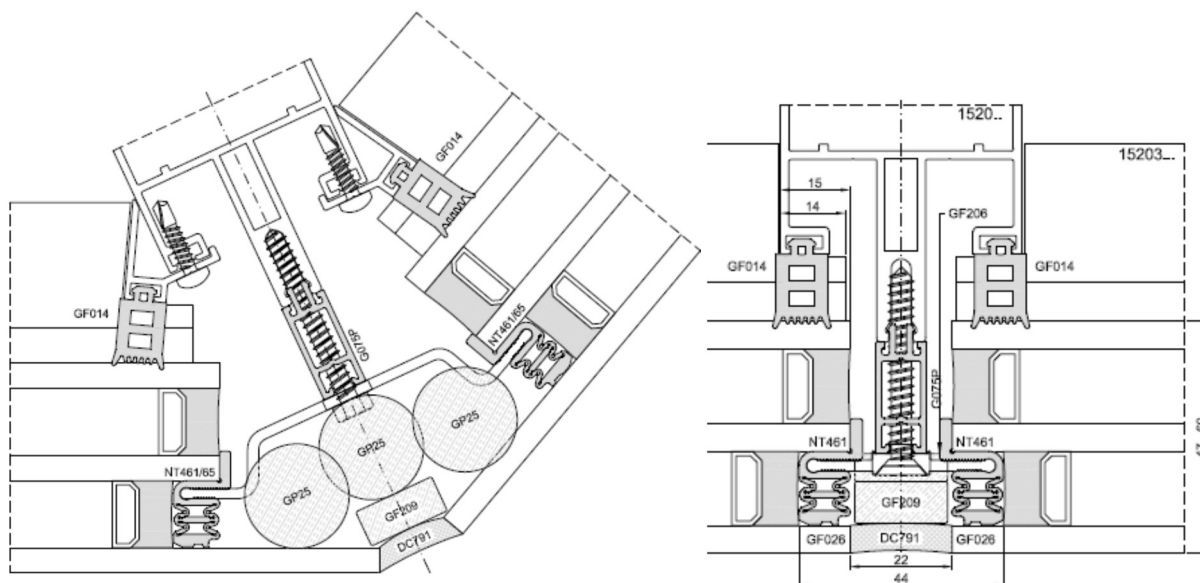 GF014
GF014
NT461/65
G075P
GP25
GP25
GP25
NT461/65
GF209
DC791
1520..
15203..
15
14
GF206
GF014
GF014
G075P
NT461
NT461
GF209
DC791
GF026
GF026
22
44